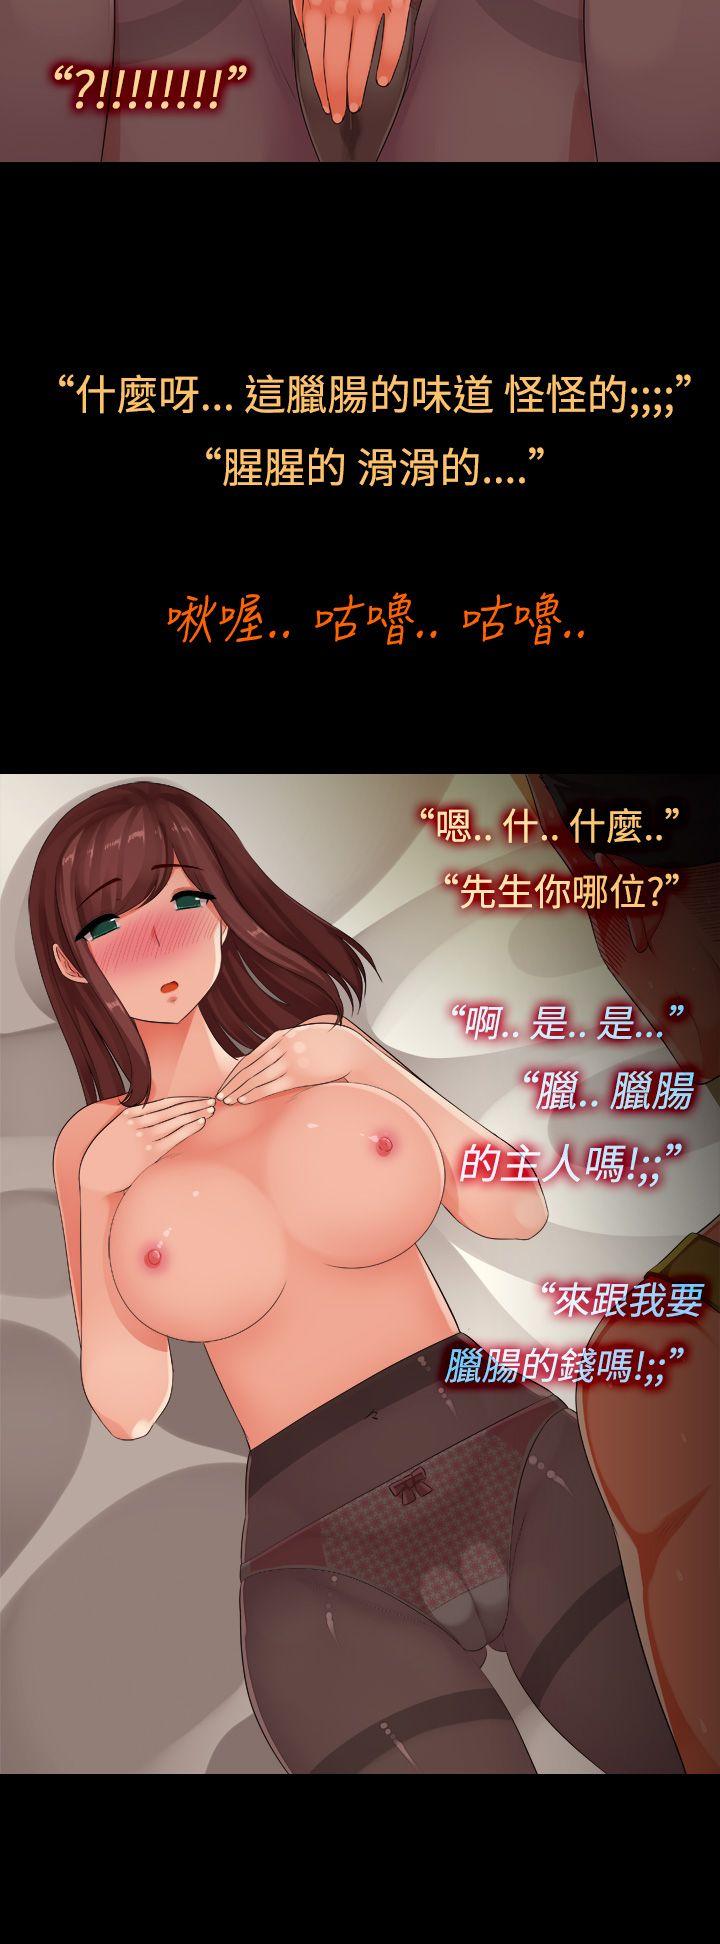 “?!!!!!!!!!”
“什麼呀... 這臘腸的味道 怪怪的;;;;”
“腥腥的 滑滑的....”
啾喔.. 咕嚕.. 咕嚕..
“嗯.. 什.. 什麼..”
“先生你哪位?”
“啊.. 是.. 是...”
“臘.. 臘腸
的主人嗎!;;”
“來跟我要
臘腸的錢嗎!;;”